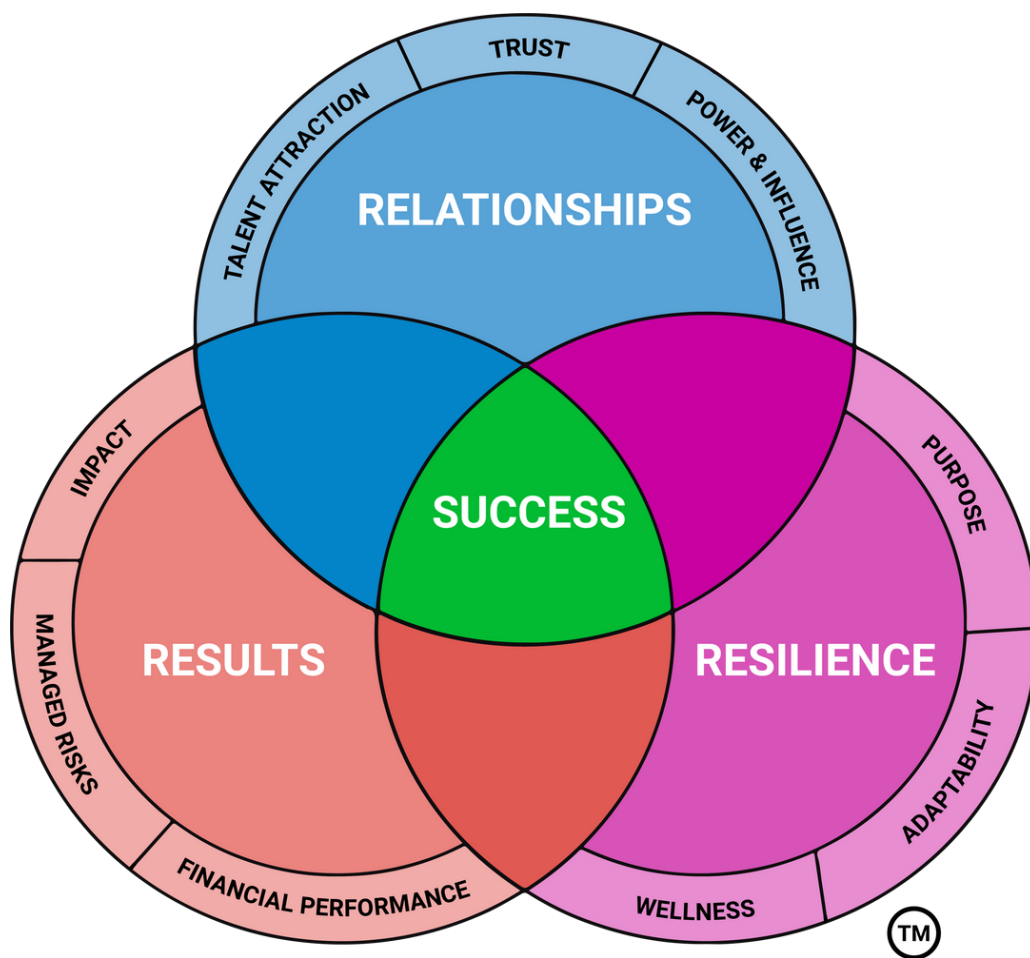 TRUST
TALENT ATTRACTION
POWER & INFLUENCE
RELATIONSHIPS
IMPACT
PURPOSE
SUCCESS
MANAGED RISKS
RESULTS
RESILIENCE
ADAPTABILITY
FINANCIAL PERFORMANCE
WELLNESS
TM